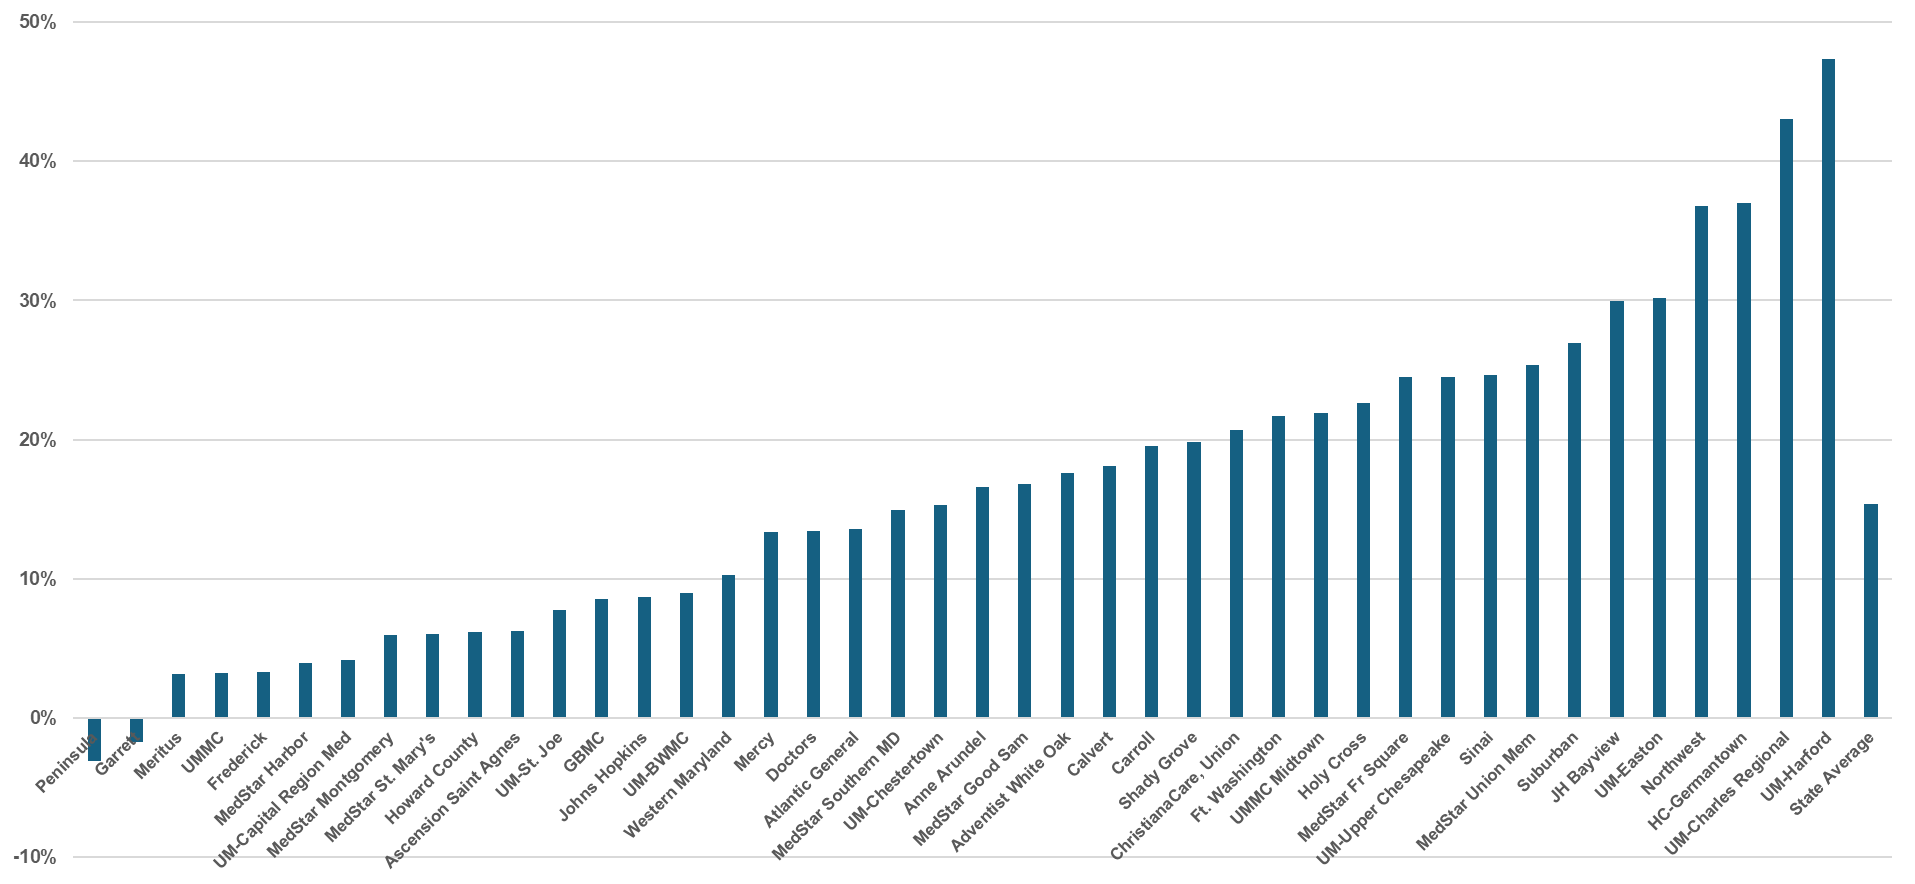 50%
40%
30%
20%
10%
0%
-10%
Peninsula
Garrett
Meritus
UMMC
Frederick
MedStar Harbor
UM-Capital Region Med
MedStar Montgomery
MedStar St. Mary's
Howard County
Ascension Saint Agnes
UM-St. Joe
GBMC
Johns Hopkins
UM-BWMC
Western Maryland
Mercy
Doctors
Atlantic General
MedStar Southern MD
UM-Chestertown
Anne Arundel
MedStar Good Sam
Adventist White Oak
Calvert
Carroll
Shady Grove
ChristianaCare, Union
Ft. Washington
UMMC Midtown
Holy Cross
MedStar Fr Square
UM-Upper Chesapeake
Sinai
MedStar Union Mem
Suburban
JH Bayview
UM-Easton
Northwest
HC-Germantown
UM-Charles Regional
UM-Harford
State Average